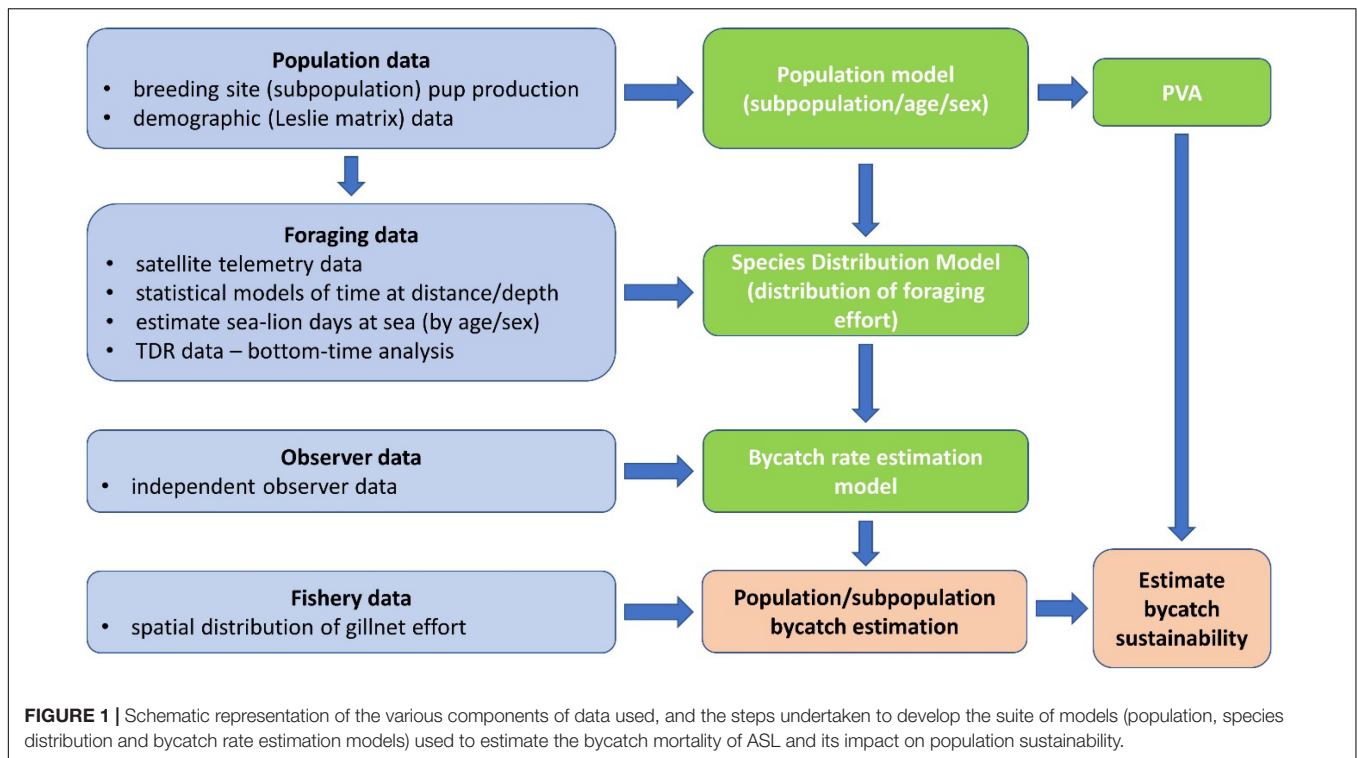 Population data
• breeding site (subpopulation) pup production
• demographic (Leslie matrix) data
Population model
(subpopulation/age/sex)
PVA
Foraging data
• satellite telemetry data
• statistical models of time at distance/depth
• estimate sea-lion days at sea (by age/sex)
• TDR data – bottom-time analysis
Species Distribution Model
(distribution of foraging
effort)
Observer data
• independent observer data
Bycatch rate estimation
model
Fishery data
• spatial distribution of gillnet effort
Population/subpopulation
bycatch estimation
Estimate
bycatch
sustainability
FIGURE 1 | Schematic representation of the various components of data used, and the steps undertaken to develop the suite of models (population, species
distribution and bycatch rate estimation models) used to estimate the bycatch mortality of ASL and its impact on population sustainability.